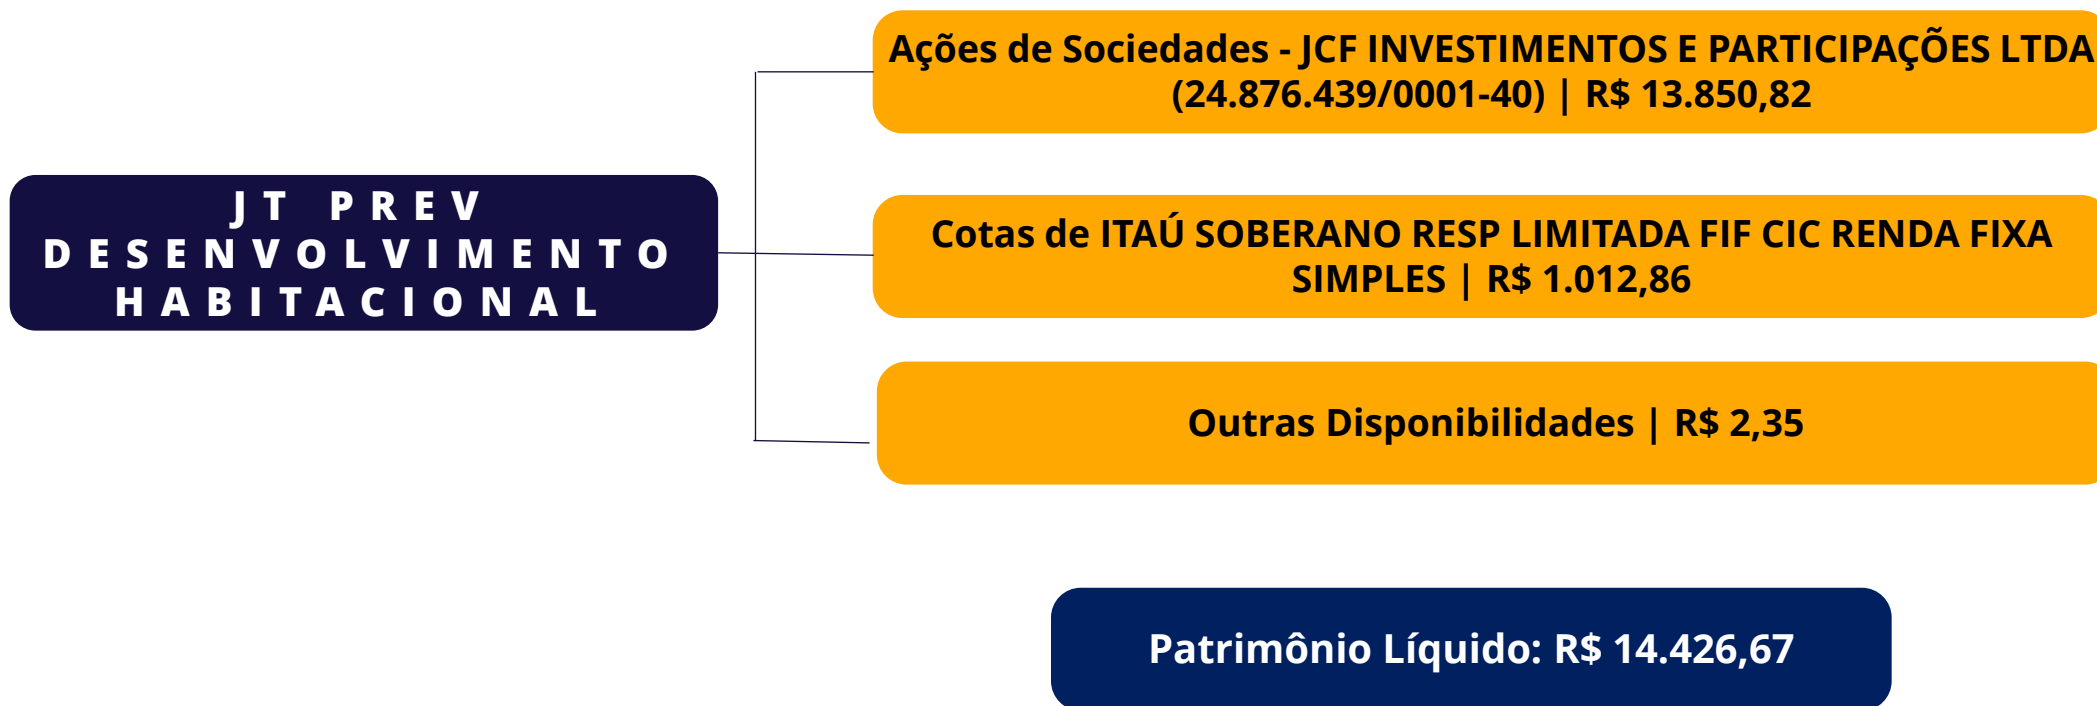 Ações de Sociedades - JCF INVESTIMENTOS E PARTICIPAÇÕES LTDA
(24.876.439/0001-40) | R$ 13.850,82
JT PREV
DESENVOLVIMENTO
HABITACIONAL
Cotas de ITAÚ SOBERANO RESP LIMITADA FIF CIC RENDA FIXA
SIMPLES | R$ 1.012,86
Outras Disponibilidades | R$ 2,35
Patrimônio Líquido: R$ 14.426,67